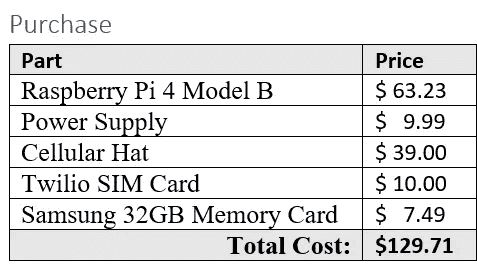 Purchase
Part Price
Raspberry Pi 4 Model B $ 63.23
Power Supply $ 9.99
Cellular Hat $ 39.00
Twilio SIM Card $ 10.00
Samsung 32GB Memory Card $ 7.49
Total Cost: $129.71